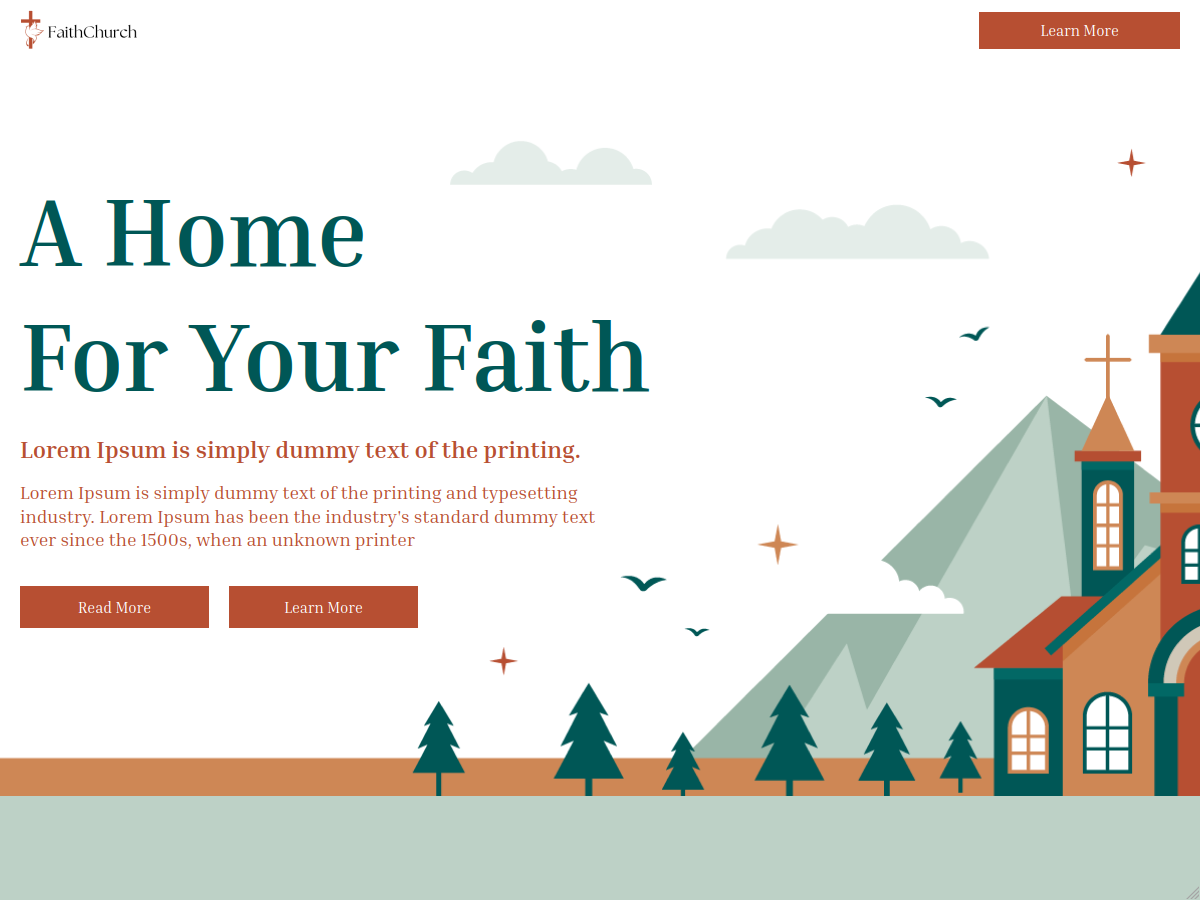 FaithChurch
Learn More
A Home
For Your Faith
Lorem Ipsum is simply dummy text of the printing.
Lorem Ipsum is simply dummy text of the printing and typesetting
industry. Lorem Ipsum has been the industry's standard dummy text
ever since the 1500s, when an unknown printer
Read More
Learn More